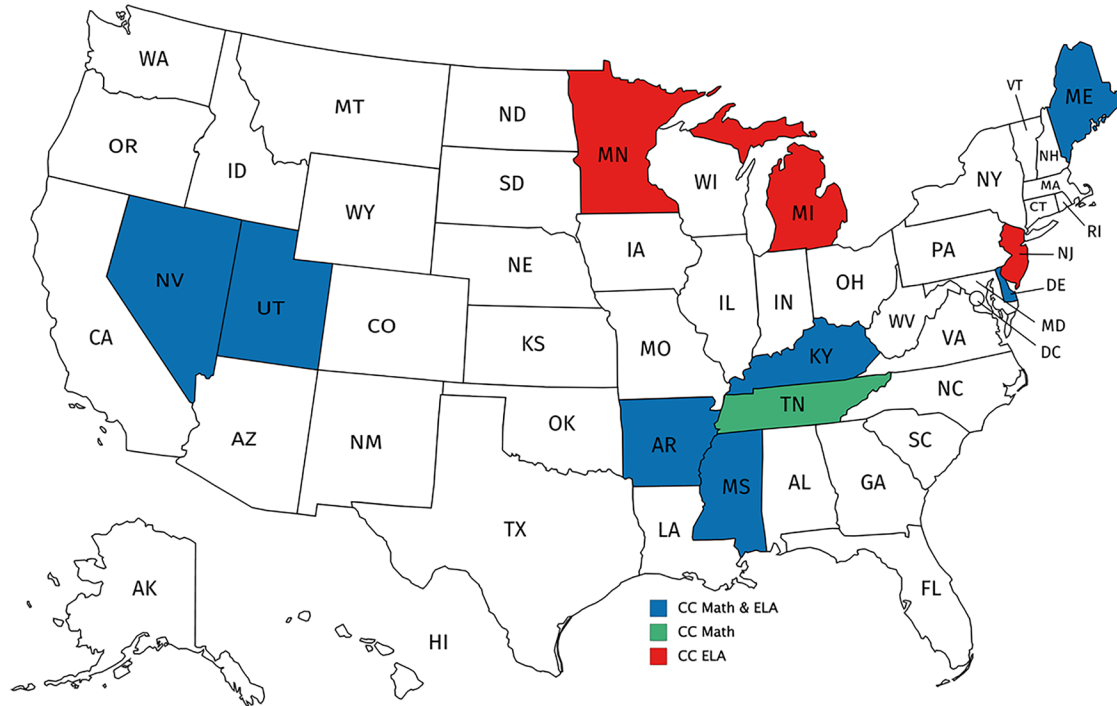 WA
MT
ND
MN
VT
ME
OR
ID
SD
WI
NY
NH
MA
CT
RI
WY
MI
IA
PA
NJ
NV
UT
NE
IL
IN
OH
DE
CA
CO
KS
MO
KY
WV
VA
MD
DC
AZ
NM
OK
AR
TN
NC
SC
MS
AL
GA
TX
LA
FL
AK
HI
CC Math & ELA
CC Math
CC ELA